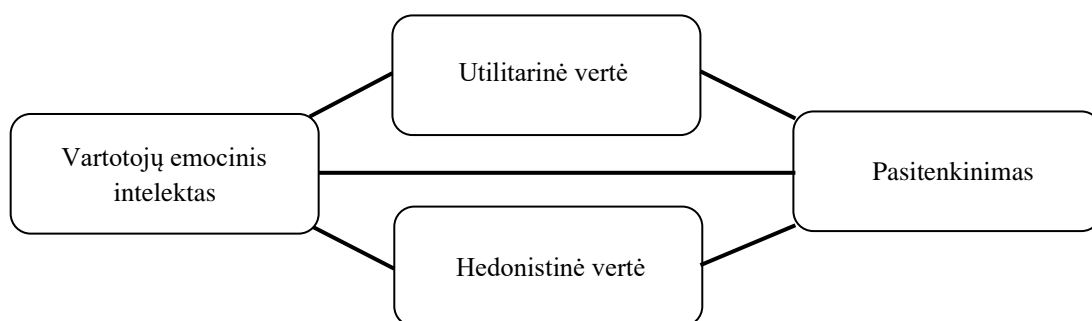 Utilitarinė vertė
Vartotojų emocinis
intelektas
Pasitenkinimas
Hedonistinė vertė